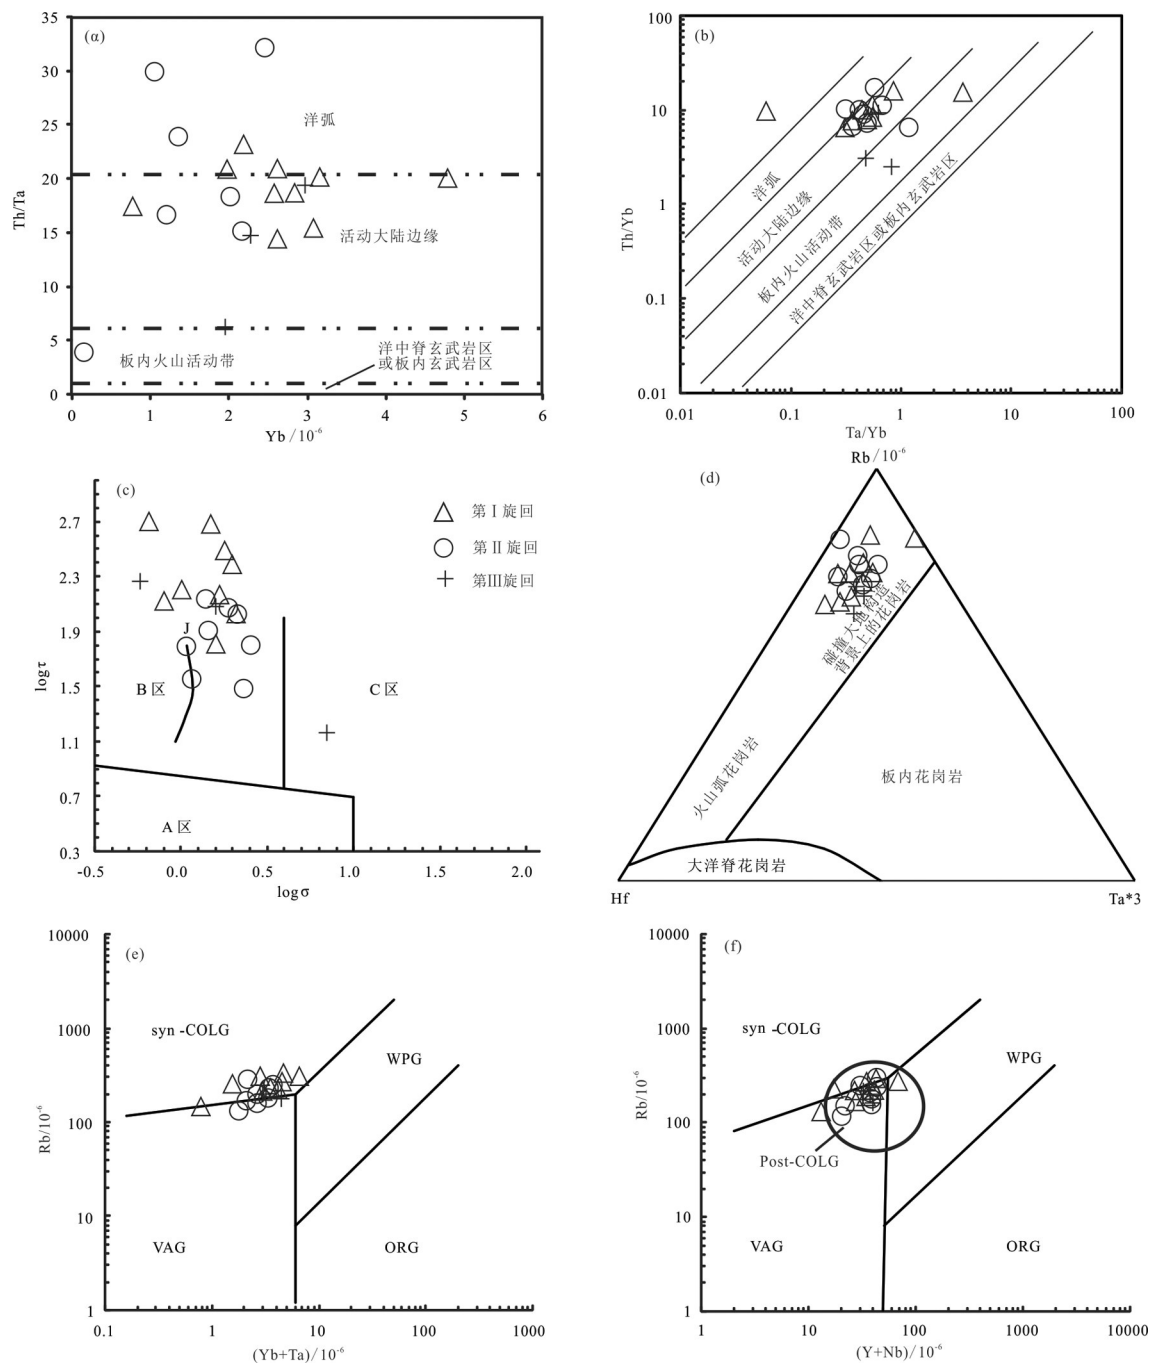 (α)
35
30
25
20
15
10
5
0
Th/Ta
洋弧
活动大陆边缘
板内火山活动带
洋中脊玄武岩区
或板内玄武岩区
0 1 2 3 4 5 6
Yb/10⁻⁶
(b)
100
10
1
0.1
0.01
Th/Yb
洋弧
活动大陆边缘
板内火山活动带
洋中脊玄武岩区或板内玄武岩区
0.01 0.1 1 10 100
Ta/Yb
(c)
2.7
2.3
1.9
1.5
1.1
0.7
0.3
logτ
第Ⅰ旋回
第Ⅱ旋回
第Ⅲ旋回
J
B区
C区
A区
-0.5 0.0 0.5 1.0 1.5 2.0
logσ
(d)
Rb/10⁻⁶
碰撞大地构造
背景上的花岗岩
火山弧花岗岩
板内花岗岩
大洋脊花岗岩
Hf
Ta*3
(e)
10000
1000
100
10
1
Rb/10⁻⁶
syn-COLG
WPG
VAG
ORG
0.1 1 10 100 1000
(Yb+Ta)/10⁻⁶
(f)
10000
1000
100
10
1
Rb/10⁻⁶
syn-COLG
WPG
Post-COLG
VAG
ORG
1 10 100 1000 10000
(Y+Nb)/10⁻⁶